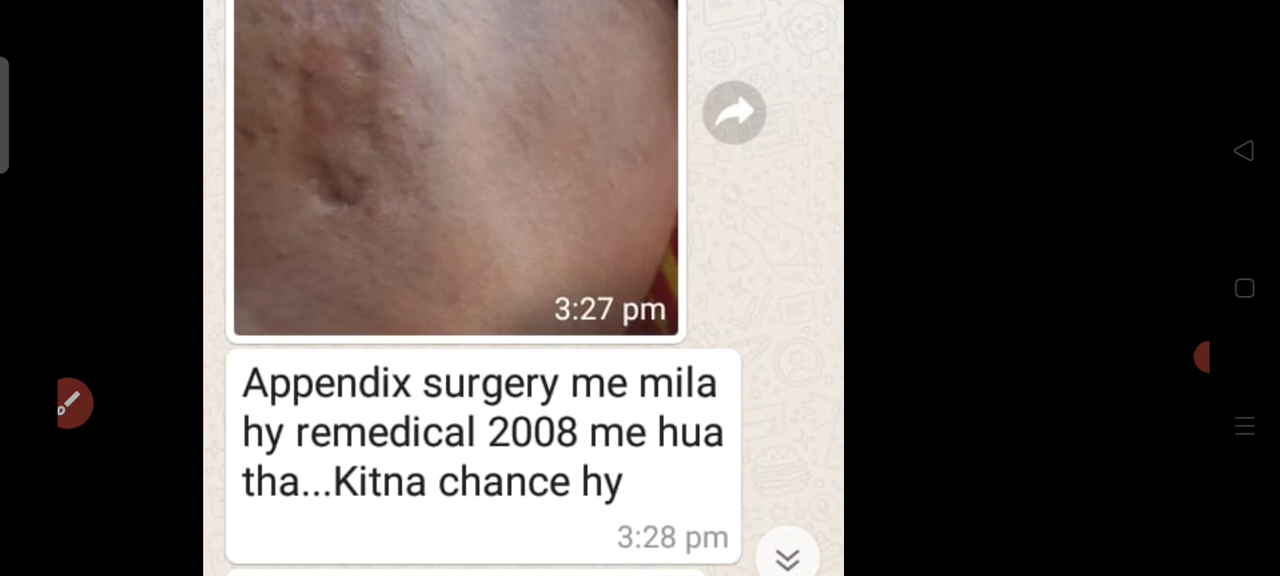 3:27 pm
Appendix surgery me mila
hy remedical 2008 me hua
tha...Kitna chance hy
3:28 pm